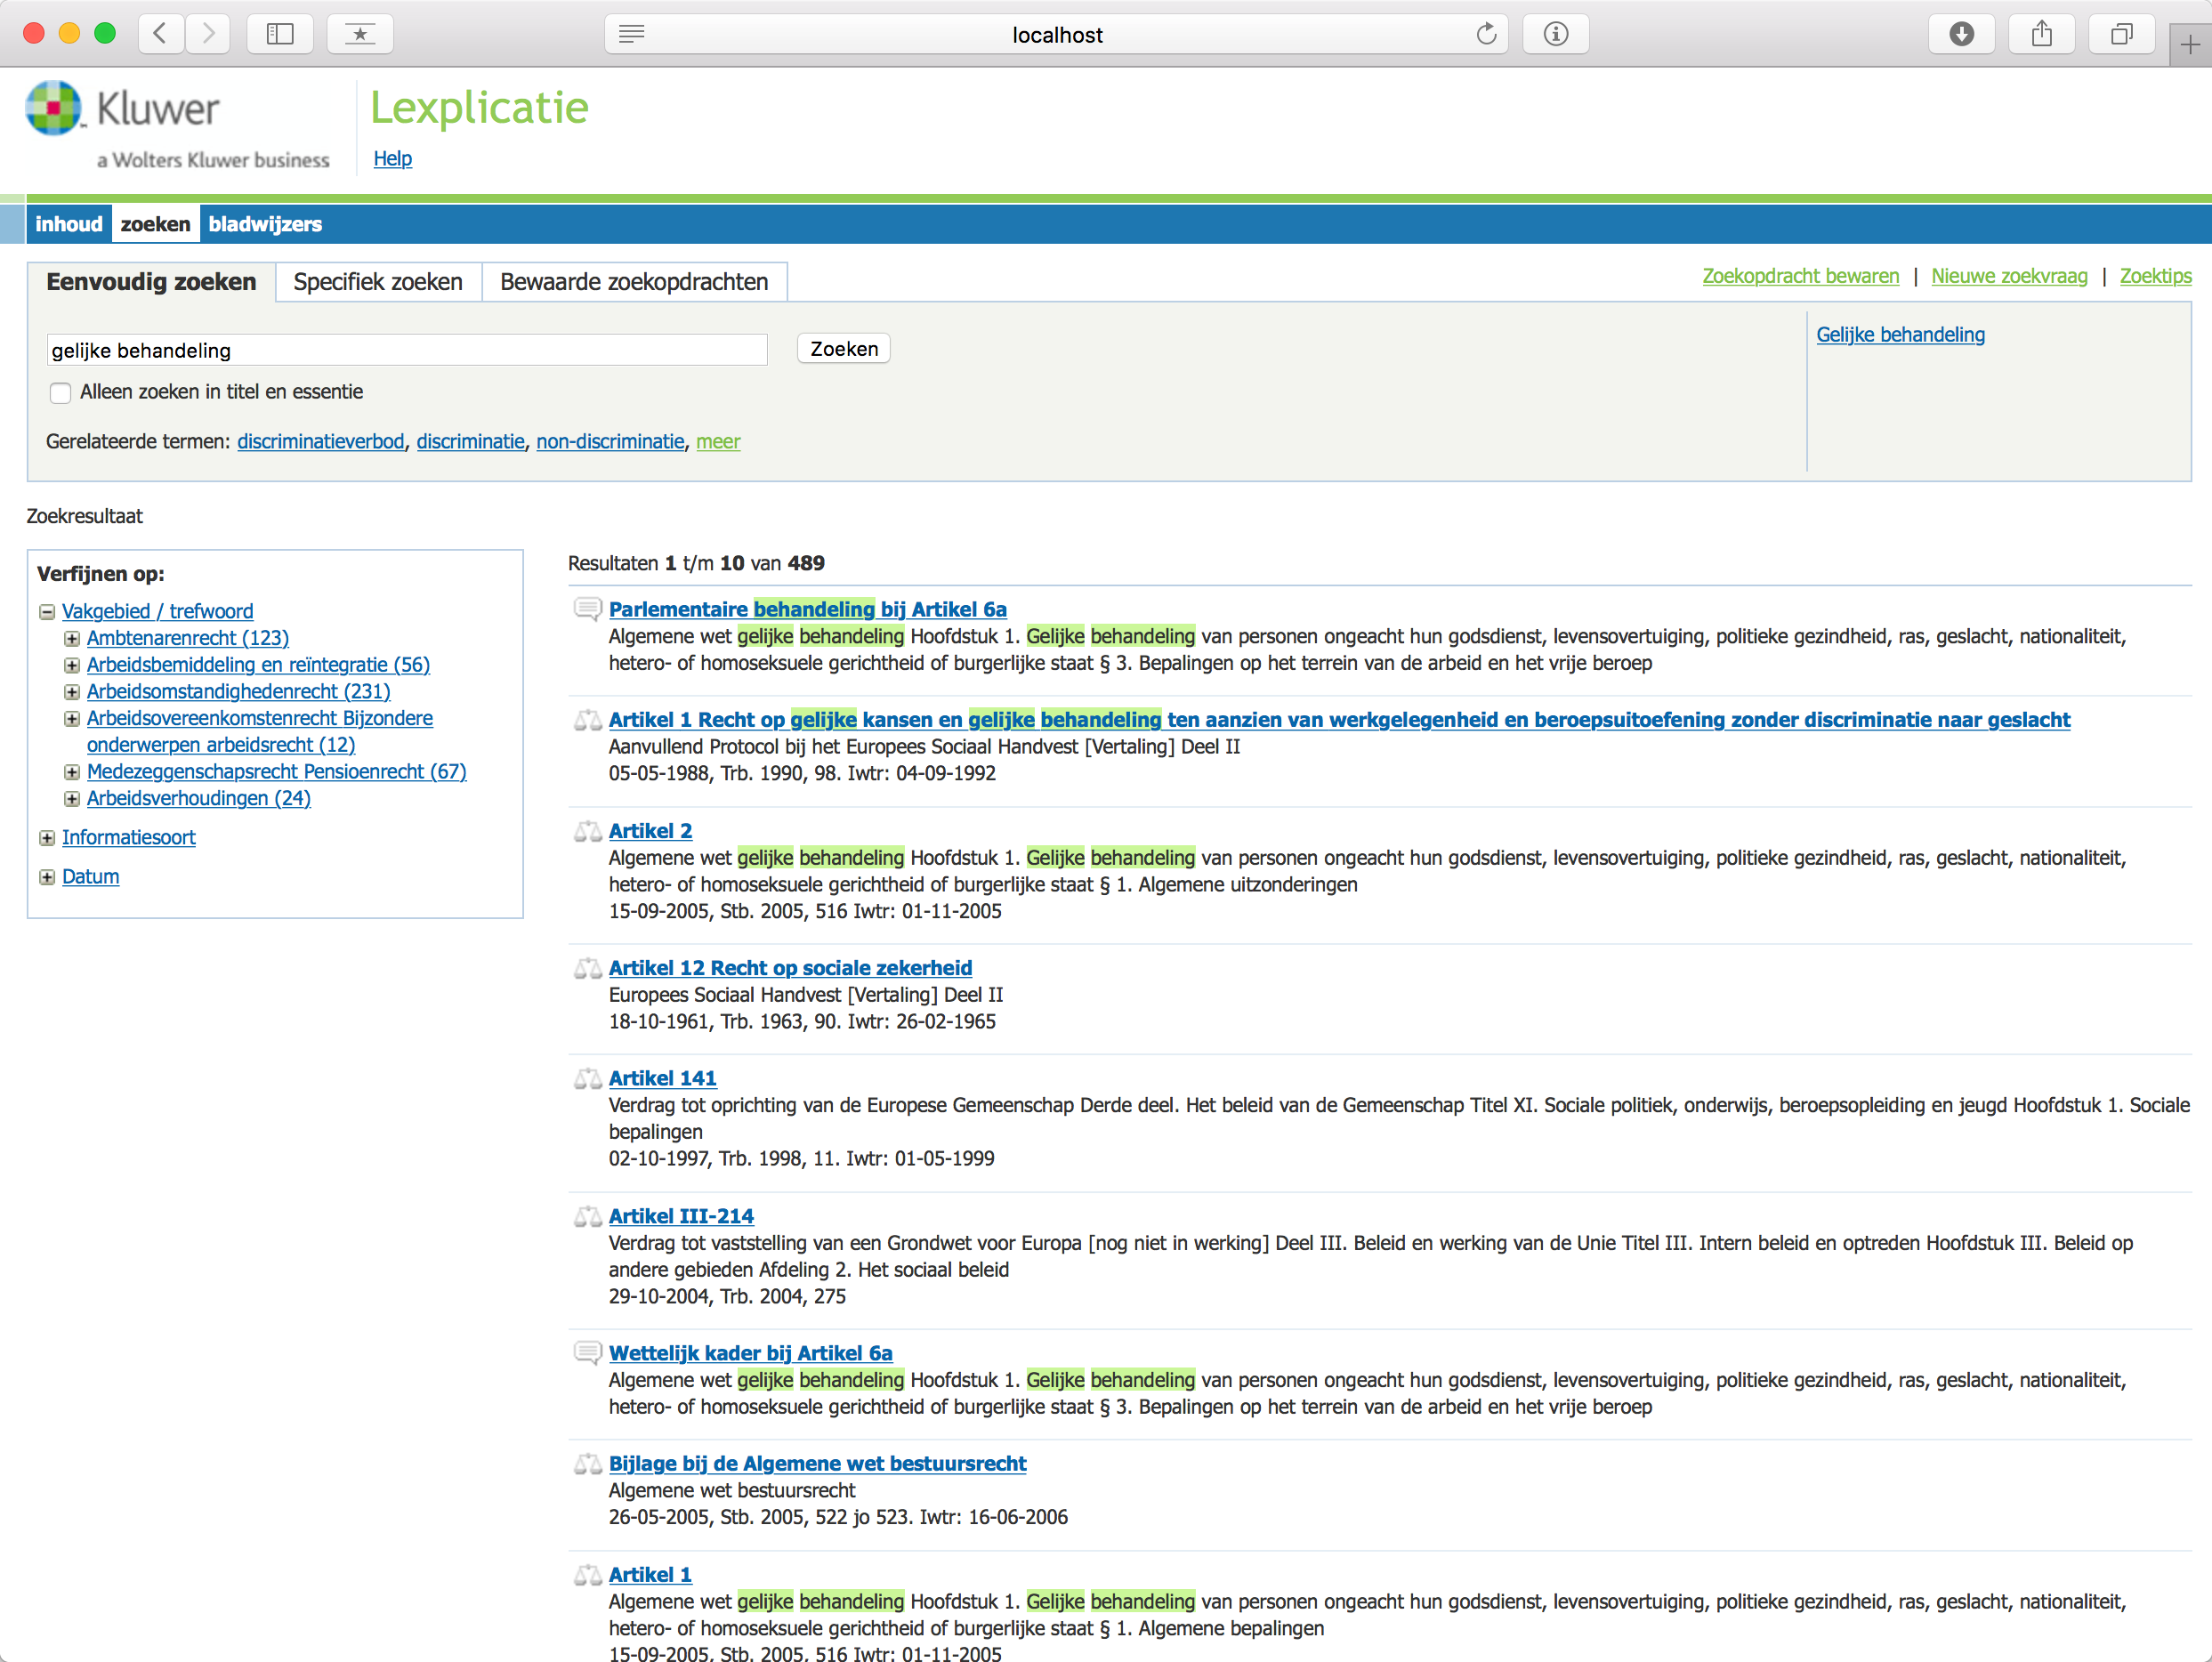 localhost
Kluwer
a Wolters Kluwer business
Lexplicatie
Help
inhoud zoeken bladwijzers
Eenvoudig zoeken Specifiek zoeken Bewaarde zoekopdrachten
Zoekopdracht bewaren | Nieuwe zoekvraag | Zoektips
gelijke behandeling Zoeken
Gelijke behandeling
Alleen zoeken in titel en essentie
Gerelateerde termen: discriminatieverbod, discriminatie, non-discriminatie, meer
Zoekresultaat
Verfijnen op:
Vakgebied / trefwoord
Ambtenarenrecht (123)
Arbeidsbemiddeling en reïntegratie (56)
Arbeidsomstandighedenrecht (231)
Arbeidsovereenkomstenrecht Bijzondere
onderwerpen arbeidsrecht (12)
Medezeggenschapsrecht Pensioenrecht (67)
Arbeidsverhoudingen (24)
Informatiesoort
Datum
Resultaten 1 t/m 10 van 489
Parlementaire behandeling bij Artikel 6a
Algemene wet gelijke behandeling Hoofdstuk 1. Gelijke behandeling van personen ongeacht hun godsdienst, levensovertuiging, politieke gezindheid, ras, geslacht, nationaliteit,
hetero- of homoseksuele gerichtheid of burgerlijke staat § 3. Bepalingen op het terrein van de arbeid en het vrije beroep
Artikel 1 Recht op gelijke kansen en gelijke behandeling ten aanzien van werkgelegenheid en beroepsuitoefening zonder discriminatie naar geslacht
Aanvullend Protocol bij het Europees Sociaal Handvest [Vertaling] Deel II
05-05-1988, Trb. 1990, 98. Iwtr: 04-09-1992
Artikel 2
Algemene wet gelijke behandeling Hoofdstuk 1. Gelijke behandeling van personen ongeacht hun godsdienst, levensovertuiging, politieke gezindheid, ras, geslacht, nationaliteit,
hetero- of homoseksuele gerichtheid of burgerlijke staat § 1. Algemene uitzonderingen
15-09-2005, Stb. 2005, 516 Iwtr: 01-11-2005
Artikel 12 Recht op sociale zekerheid
Europees Sociaal Handvest [Vertaling] Deel II
18-10-1961, Trb. 1963, 90. Iwtr: 26-02-1965
Artikel 141
Verdrag tot oprichting van de Europese Gemeenschap Derde deel. Het beleid van de Gemeenschap Titel XI. Sociale politiek, onderwijs, beroepsopleiding en jeugd Hoofdstuk 1. Sociale
bepalingen
02-10-1997, Trb. 1998, 11. Iwtr: 01-05-1999
Artikel III-214
Verdrag tot vaststelling van een Grondwet voor Europa [nog niet in werking] Deel III. Beleid en werking van de Unie Titel III. Intern beleid en optreden Hoofdstuk III. Beleid op
andere gebieden Afdeling 2. Het sociaal beleid
29-10-2004, Trb. 2004, 275
Wettelijk kader bij Artikel 6a
Algemene wet gelijke behandeling Hoofdstuk 1. Gelijke behandeling van personen ongeacht hun godsdienst, levensovertuiging, politieke gezindheid, ras, geslacht, nationaliteit,
hetero- of homoseksuele gerichtheid of burgerlijke staat § 3. Bepalingen op het terrein van de arbeid en het vrije beroep
Bijlage bij de Algemene wet bestuursrecht
Algemene wet bestuursrecht
26-05-2005, Stb. 2005, 522 jo 523. Iwtr: 16-06-2006
Artikel 1
Algemene wet gelijke behandeling Hoofdstuk 1. Gelijke behandeling van personen ongeacht hun godsdienst, levensovertuiging, politieke gezindheid, ras, geslacht, nationaliteit,
hetero- of homoseksuele gerichtheid of burgerlijke staat § 1. Algemene bepalingen
15-09-2005, Stb. 2005, 516 Iwtr: 01-11-2005